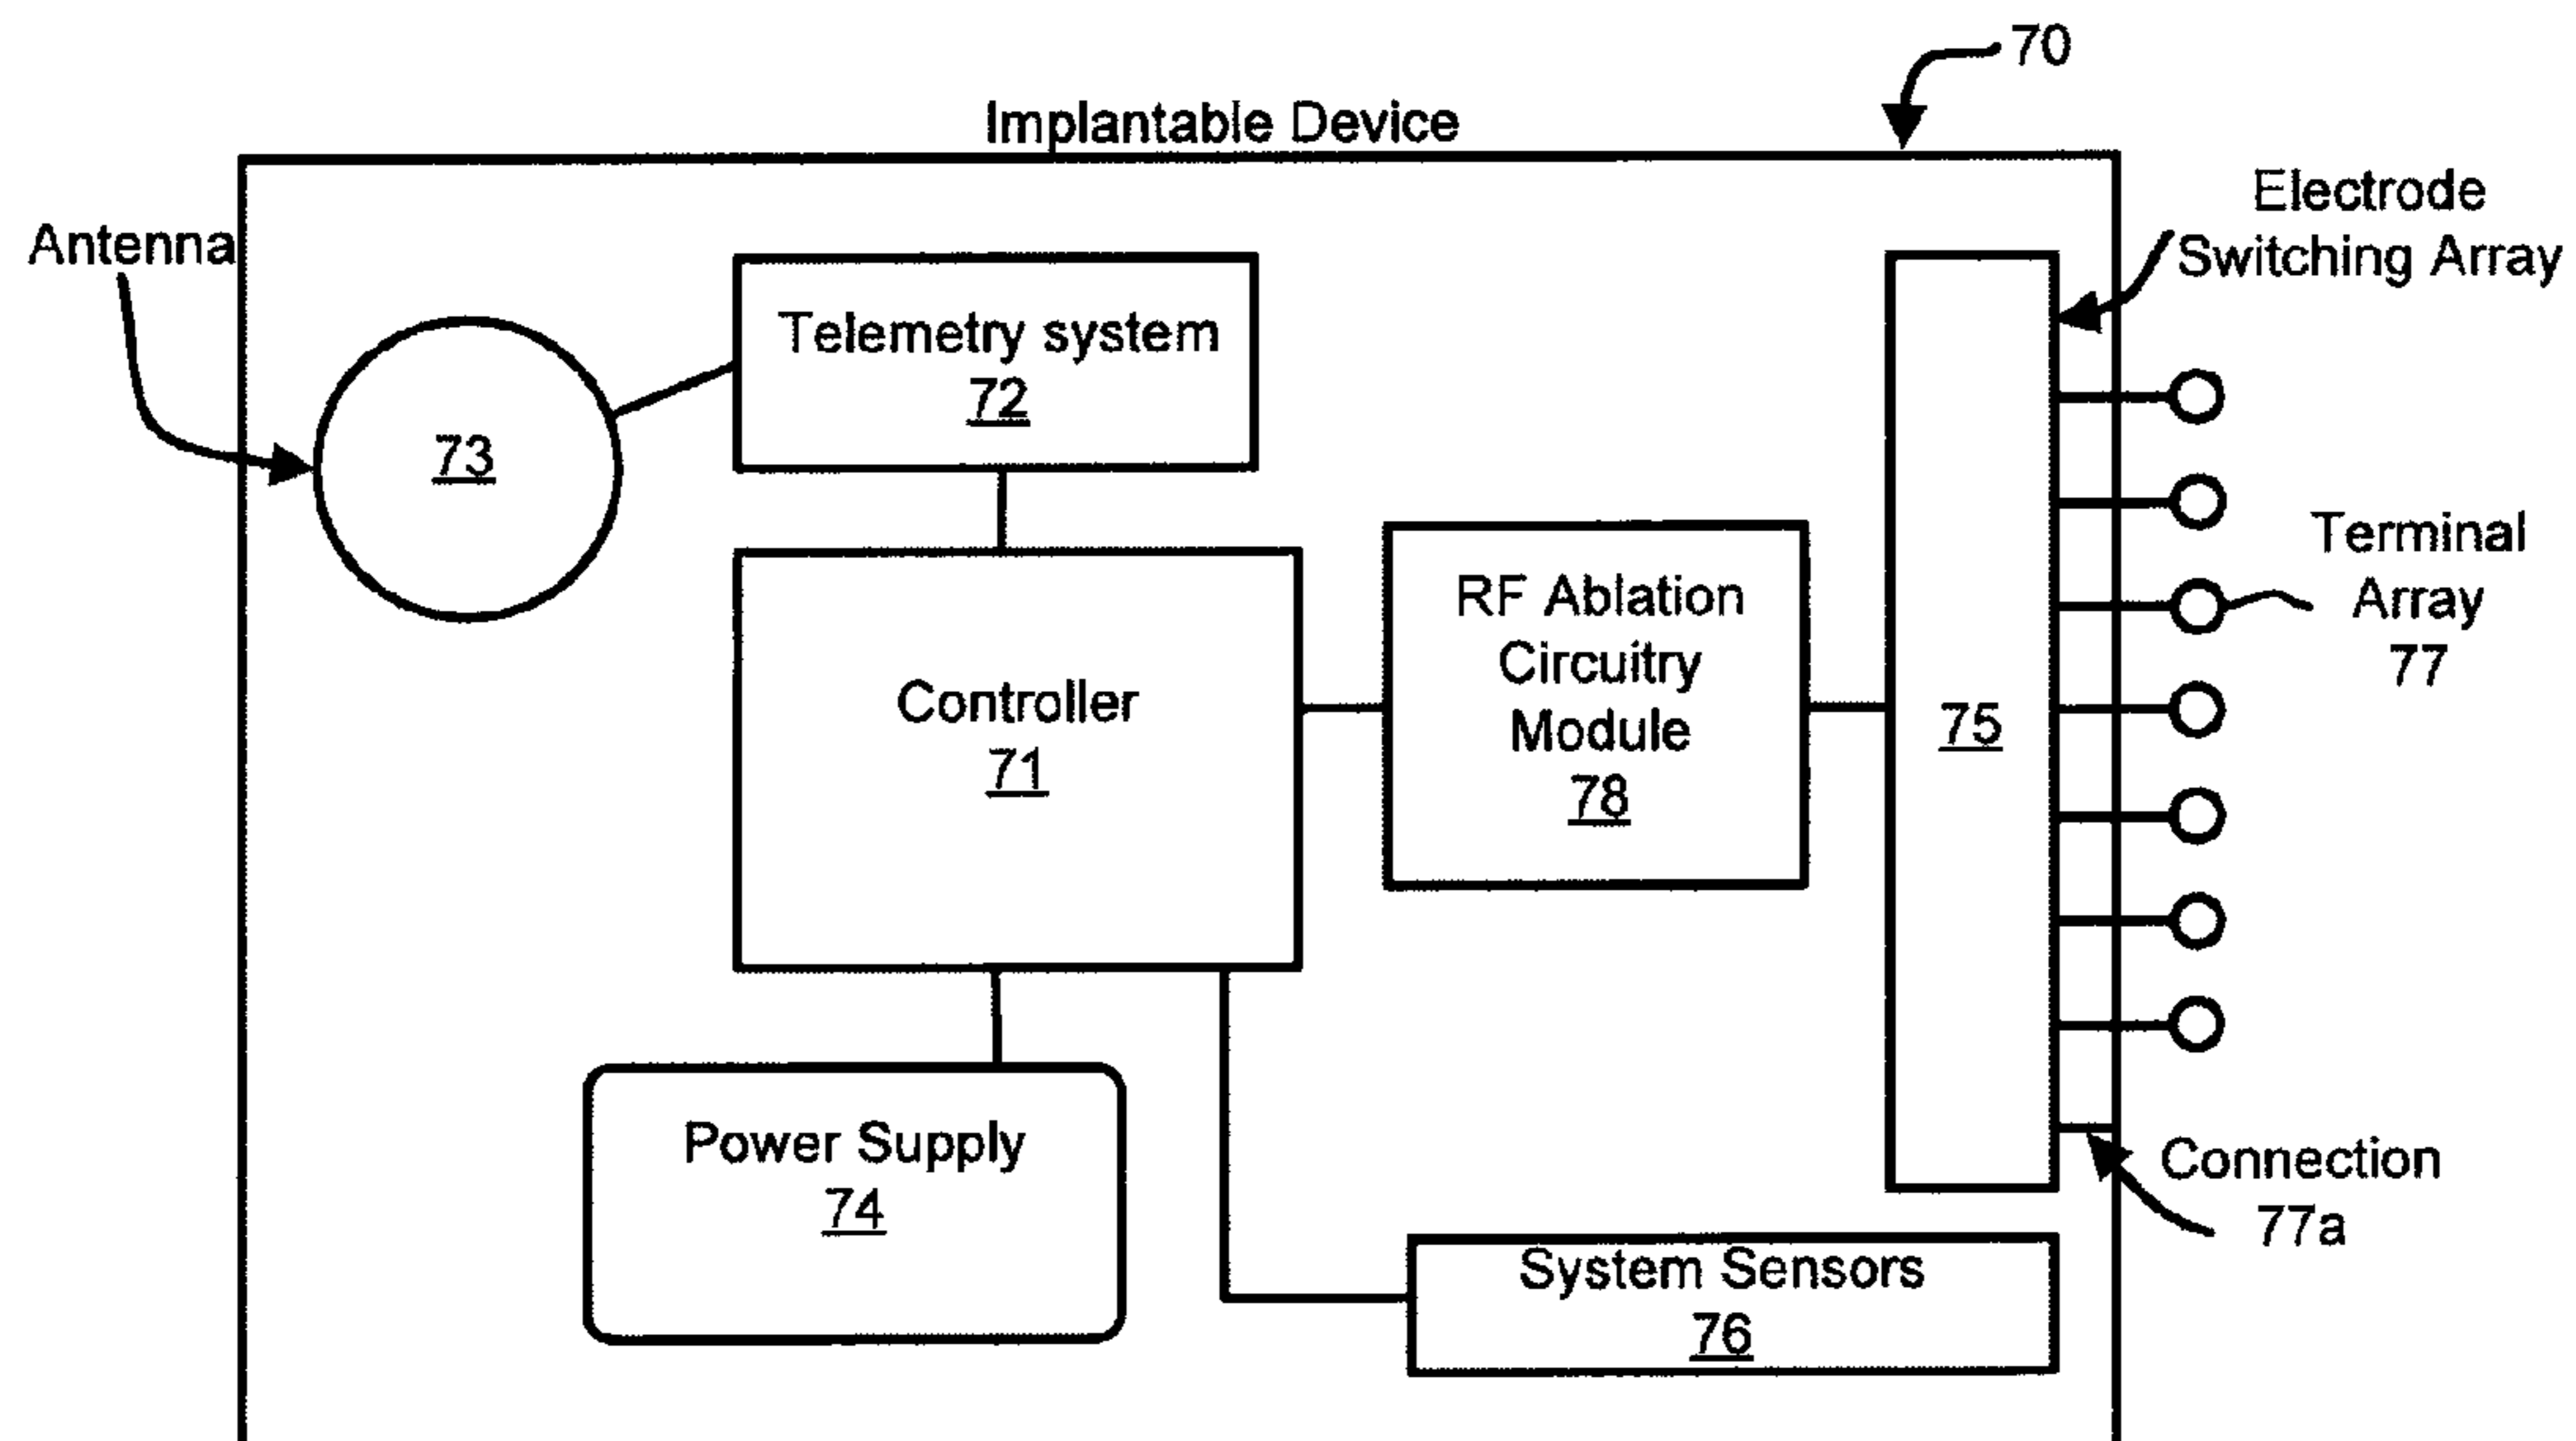 70
Implantable Device
Antenna
Electrode
Switching Array
Telemetry system
72
73
Terminal
Array
77
RF Ablation
Circuitry
Module
78
Controller
71
75
Power Supply
74
Connection
77a
System Sensors
76